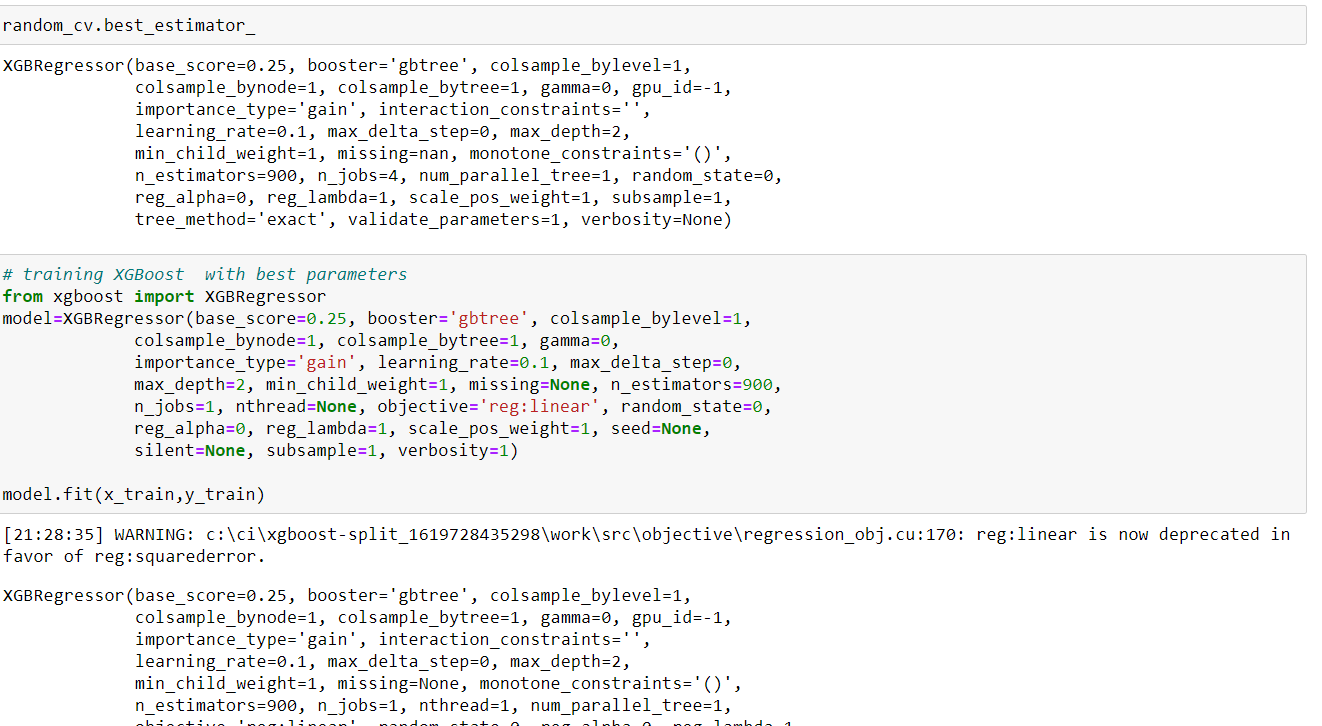 random_cv.best_estimator_
XGBRegressor(base_score=0.25, booster='gbtree', colsample_bylevel=1,
             colsample_bynode=1, colsample_bytree=1, gamma=0, gpu_id=-1,
             importance_type='gain', interaction_constraints='',
             learning_rate=0.1, max_delta_step=0, max_depth=2,
             min_child_weight=1, missing=nan, monotone_constraints='()',
             n_estimators=900, n_jobs=4, num_parallel_tree=1, random_state=0,
             reg_alpha=0, reg_lambda=1, scale_pos_weight=1, subsample=1,
             tree_method='exact', validate_parameters=1, verbosity=None)
# training XGBoost  with best parameters
from xgboost import XGBRegressor
model=XGBRegressor(base_score=0.25, booster='gbtree', colsample_bylevel=1,
             colsample_bynode=1, colsample_bytree=1, gamma=0,
             importance_type='gain', learning_rate=0.1, max_delta_step=0,
             max_depth=2, min_child_weight=1, missing=None, n_estimators=900,
             n_jobs=1, nthread=None, objective='reg:linear', random_state=0,
             reg_alpha=0, reg_lambda=1, scale_pos_weight=1, seed=None,
             silent=None, subsample=1, verbosity=1)
model.fit(x_train,y_train)
[21:28:35] WARNING: c:\ci\xgboost-split_1619728435298\work\src\objective\regression_obj.cu:170: reg:linear is now deprecated in
favor of reg:squarederror.
XGBRegressor(base_score=0.25, booster='gbtree', colsample_bylevel=1,
             colsample_bynode=1, colsample_bytree=1, gamma=0, gpu_id=-1,
             importance_type='gain', interaction_constraints='',
             learning_rate=0.1, max_delta_step=0, max_depth=2,
             min_child_weight=1, missing=None, monotone_constraints='()',
             n_estimators=900, n_jobs=1, nthread=1, num_parallel_tree=1,